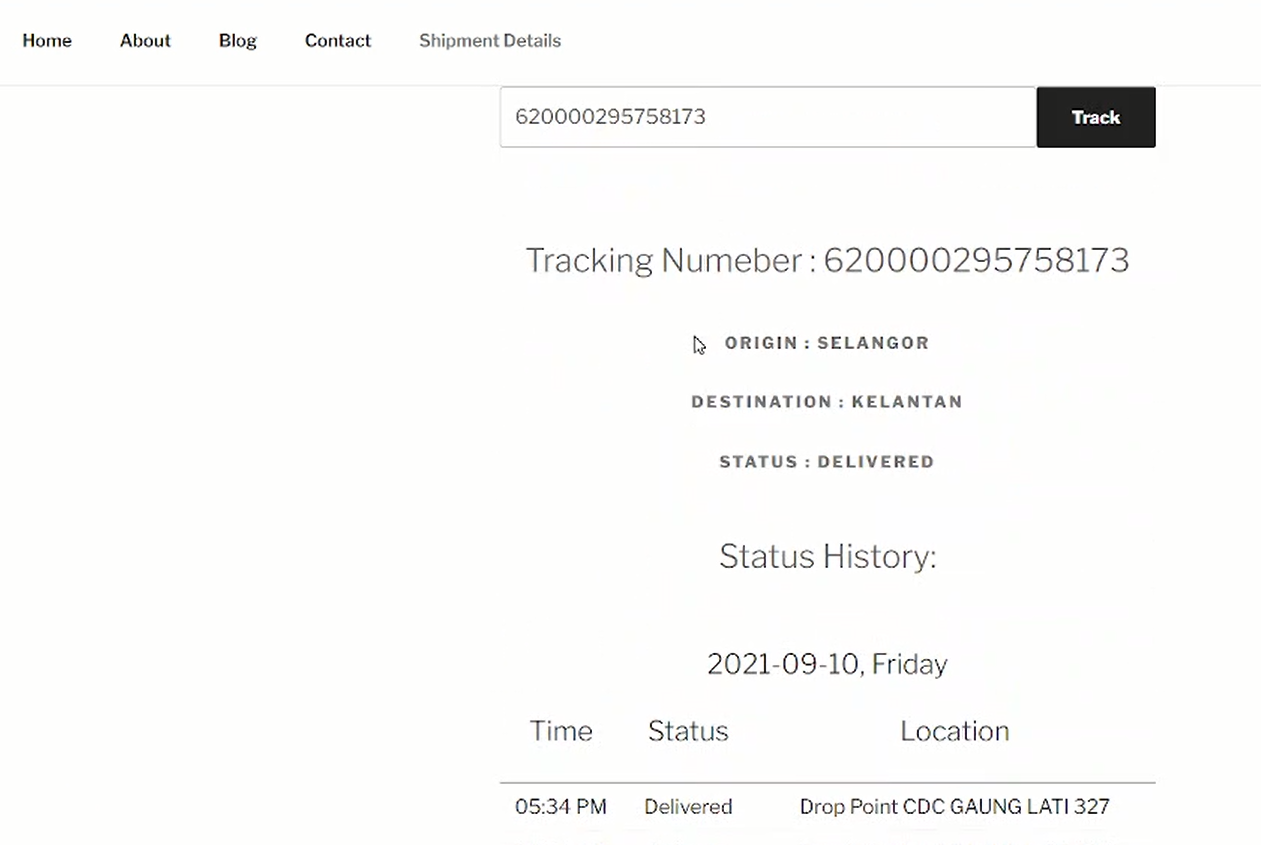 Home About Blog Contact Shipment Details
620000295758173 Track
Tracking Numeber : 620000295758173
ORIGIN : SELANGOR
DESTINATION : KELANTAN
STATUS : DELIVERED
Status History:
2021-09-10, Friday
Time Status Location
05:34 PM Delivered Drop Point CDC GAUNG LATI 327